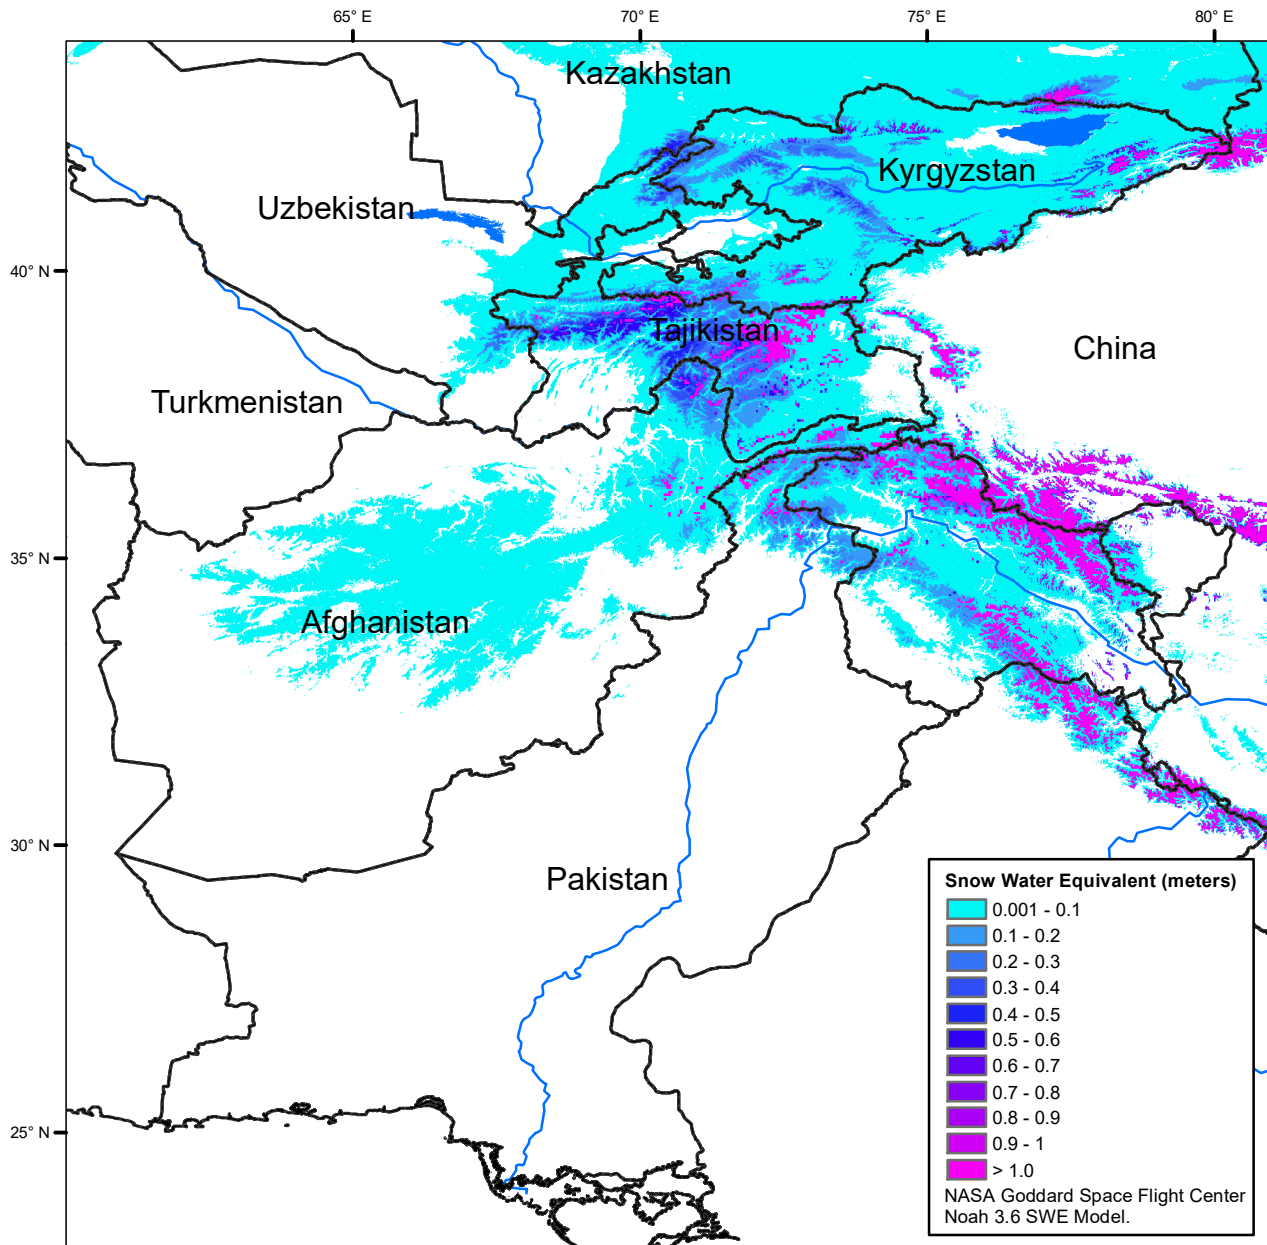 65° E
70° E
75° E
80° E
Kazakhstan
Kyrgyzstan
Uzbekistan
40° N
Tajikistan
China
Turkmenistan
35° N
Afghanistan
30° N
Pakistan
Snow Water Equivalent (meters)
0.001 - 0.1
0.1 - 0.2
0.2 - 0.3
0.3 - 0.4
0.4 - 0.5
0.5 - 0.6
0.6 - 0.7
0.7 - 0.8
0.8 - 0.9
0.9 - 1
> 1.0
NASA Goddard Space Flight Center
Noah 3.6 SWE Model.
25° N